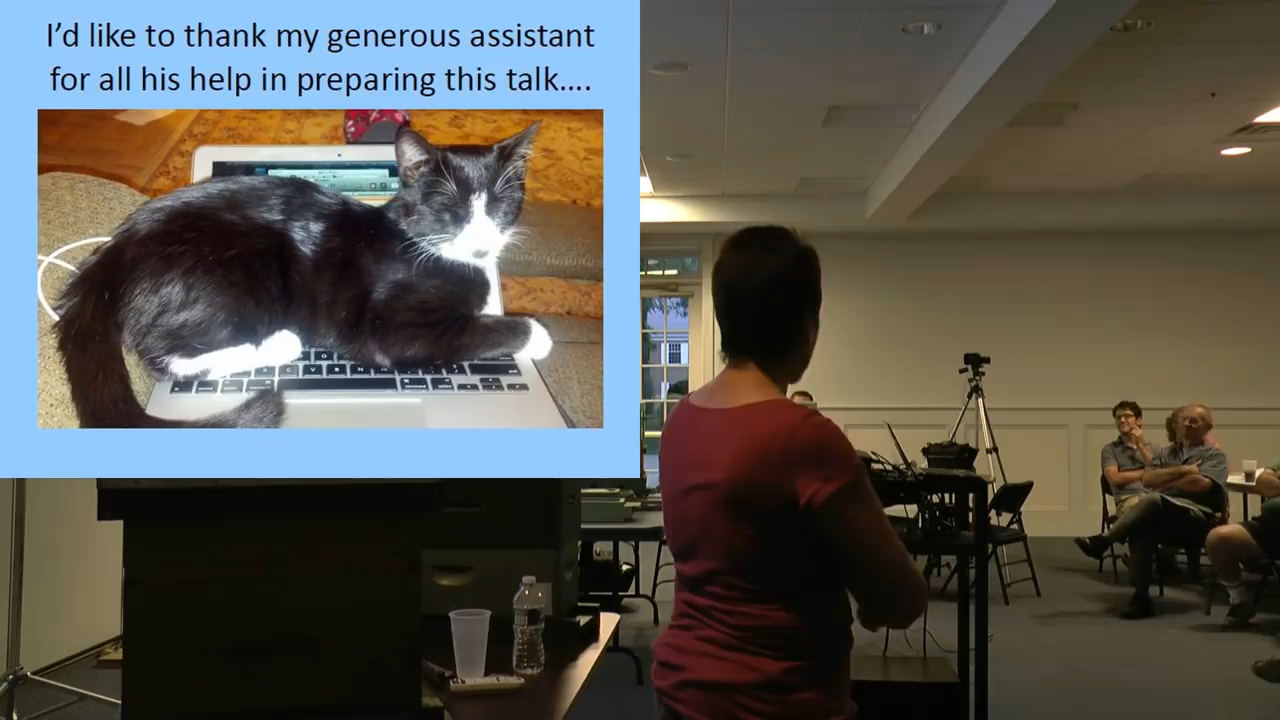 I'd like to thank my generous assistant
for all his help in preparing this talk....